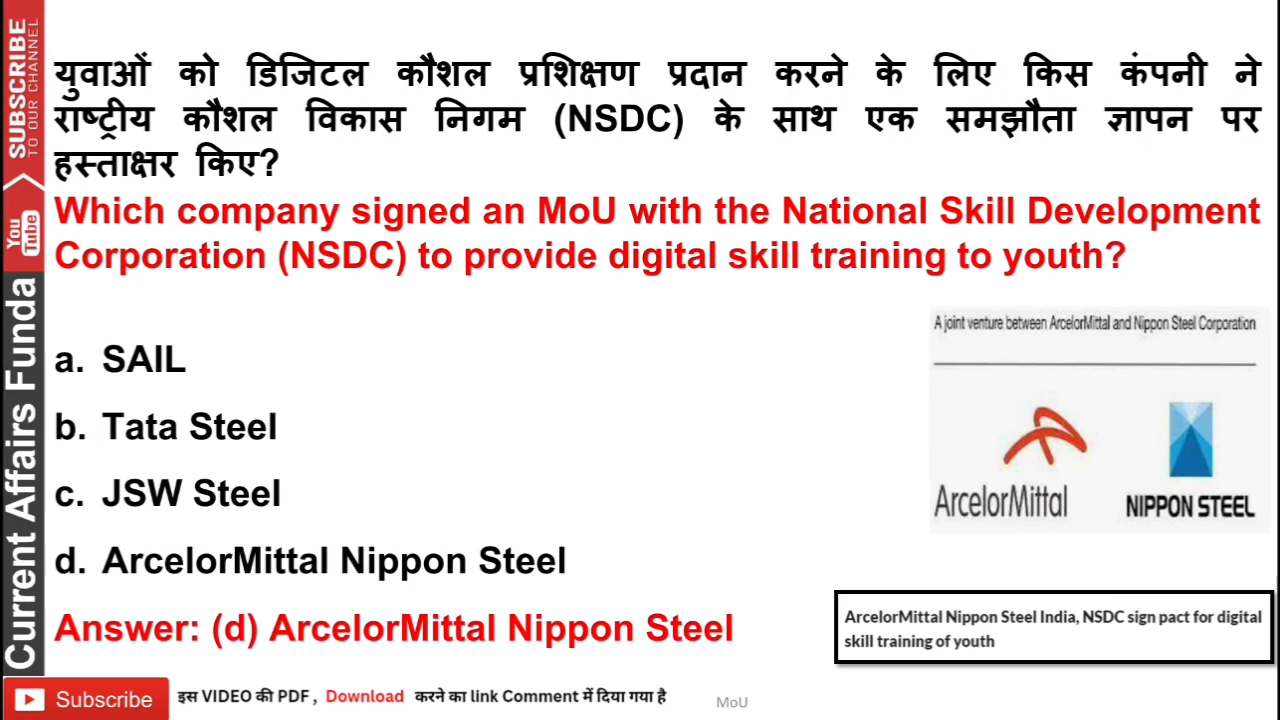 SUBSCRIBE
TO OUR CHANNEL
You
Tube
Current Affairs Funda
युवाओं को डिजिटल कौशल प्रशिक्षण प्रदान करने के लिए किस कंपनी ने
राष्ट्रीय कौशल विकास निगम (NSDC) के साथ एक समझौता ज्ञापन पर
हस्ताक्षर किए?
Which company signed an MoU with the National Skill Development
Corporation (NSDC) to provide digital skill training to youth?
a. SAIL
b. Tata Steel
c. JSW Steel
d. ArcelorMittal Nippon Steel
Answer: (d) ArcelorMittal Nippon Steel
A joint venture between ArcelorMittal and Nippon Steel Corporation
ArcelorMittal
NIPPON STEEL
ArcelorMittal Nippon Steel India, NSDC sign pact for digital
skill training of youth
Subscribe
इस VIDEO की PDF , Download करने का link Comment में दिया गया है
MoU